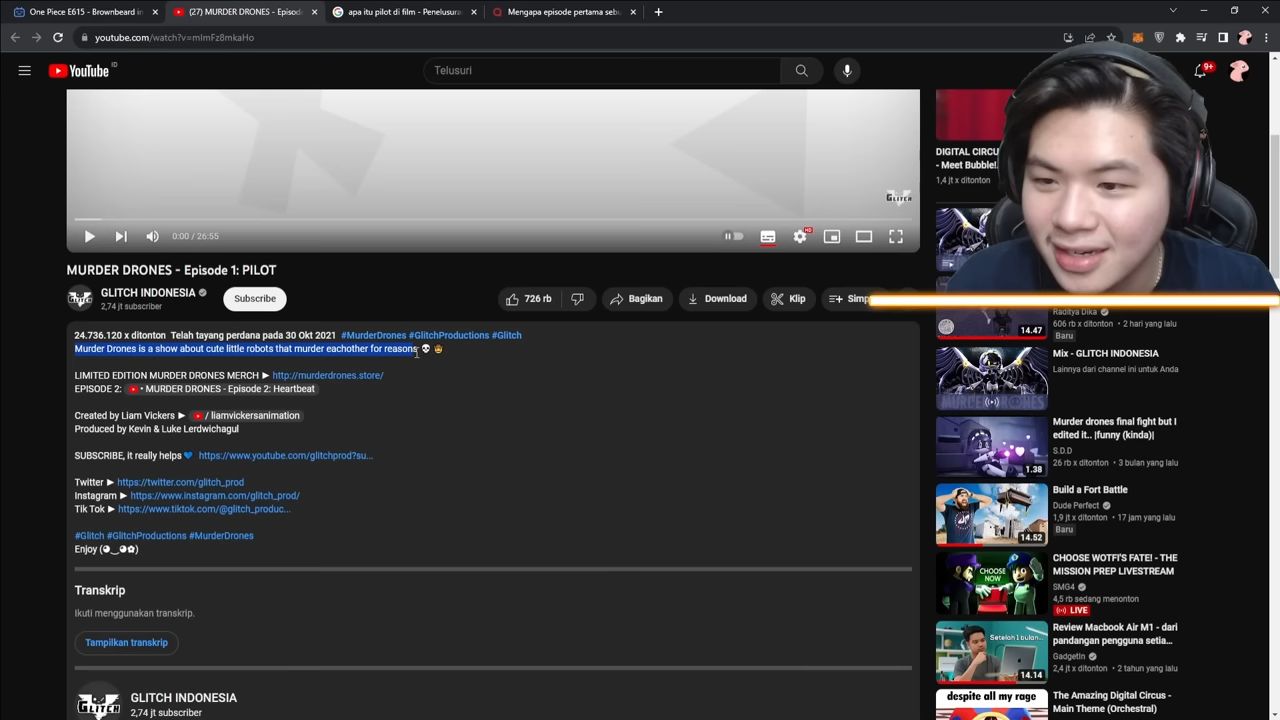 One Piece E615 - Brownbeard in
(27) MURDER DRONES - Episode
apa itu pilot di film - Penelusura
Mengapa episode pertama sebu
youtube.com/watch?v=mImFz8mkaHo
YouTube ID
Telusuri
9+
GLITCH
0:00 / 26:55
HD
MURDER DRONES - Episode 1: PILOT
GLITCH INDONESIA
2,74 jt subscriber
Subscribe
726 rb
Bagikan
Download
Klip
Simp
24.736.120 x ditonton Telah tayang perdana pada 30 Okt 2021 #MurderDrones #GlitchProductions #Glitch
Murder Drones is a show about cute little robots that murder eachother for reasons 💀 🤩
LIMITED EDITION MURDER DRONES MERCH ► http://murderdrones.store/
EPISODE 2: • MURDER DRONES - Episode 2: Heartbeat
Created by Liam Vickers ► / liamvickersanimation
Produced by Kevin & Luke Lerdwichagul
SUBSCRIBE, it really helps 💙 https://www.youtube.com/glitchprod?su...
Twitter ► https://twitter.com/glitch_prod
Instagram ► https://www.instagram.com/glitch_prod/
Tik Tok ► https://www.tiktok.com/@glitch_produc...
#Glitch #GlitchProductions #MurderDrones
Enjoy (◕‿◕✿)
Transkrip
Ikuti menggunakan transkrip.
Tampilkan transkrip
GLITCH INDONESIA
2,74 jt subscriber
DIGITAL CIRCU
- Meet Bubble!
1,4 jt x ditonton
Raditya Dika
606 rb x ditonton • 2 hari yang lalu
Baru
14.47
Mix - GLITCH INDONESIA
Lainnya dari channel ini untuk Anda
Murder drones final fight but I
edited it.. |funny (kinda)|
S.D.D
26 rb x ditonton • 3 bulan yang lalu
1.38
Build a Fort Battle
Dude Perfect
1,9 jt x ditonton • 17 jam yang lalu
Baru
14.52
CHOOSE WOTFI'S FATE! - THE
MISSION PREP LIVESTREAM
SMG4
4,5 rb sedang menonton
LIVE
CHOOSE
NOW
Review Macbook Air M1 - dari
pandangan pengguna setia...
GadgetIn
2,4 jt x ditonton • 2 tahun yang lalu
Setelah 1 bulan...
14.14
The Amazing Digital Circus -
Main Theme (Orchestral)
despite all my rage